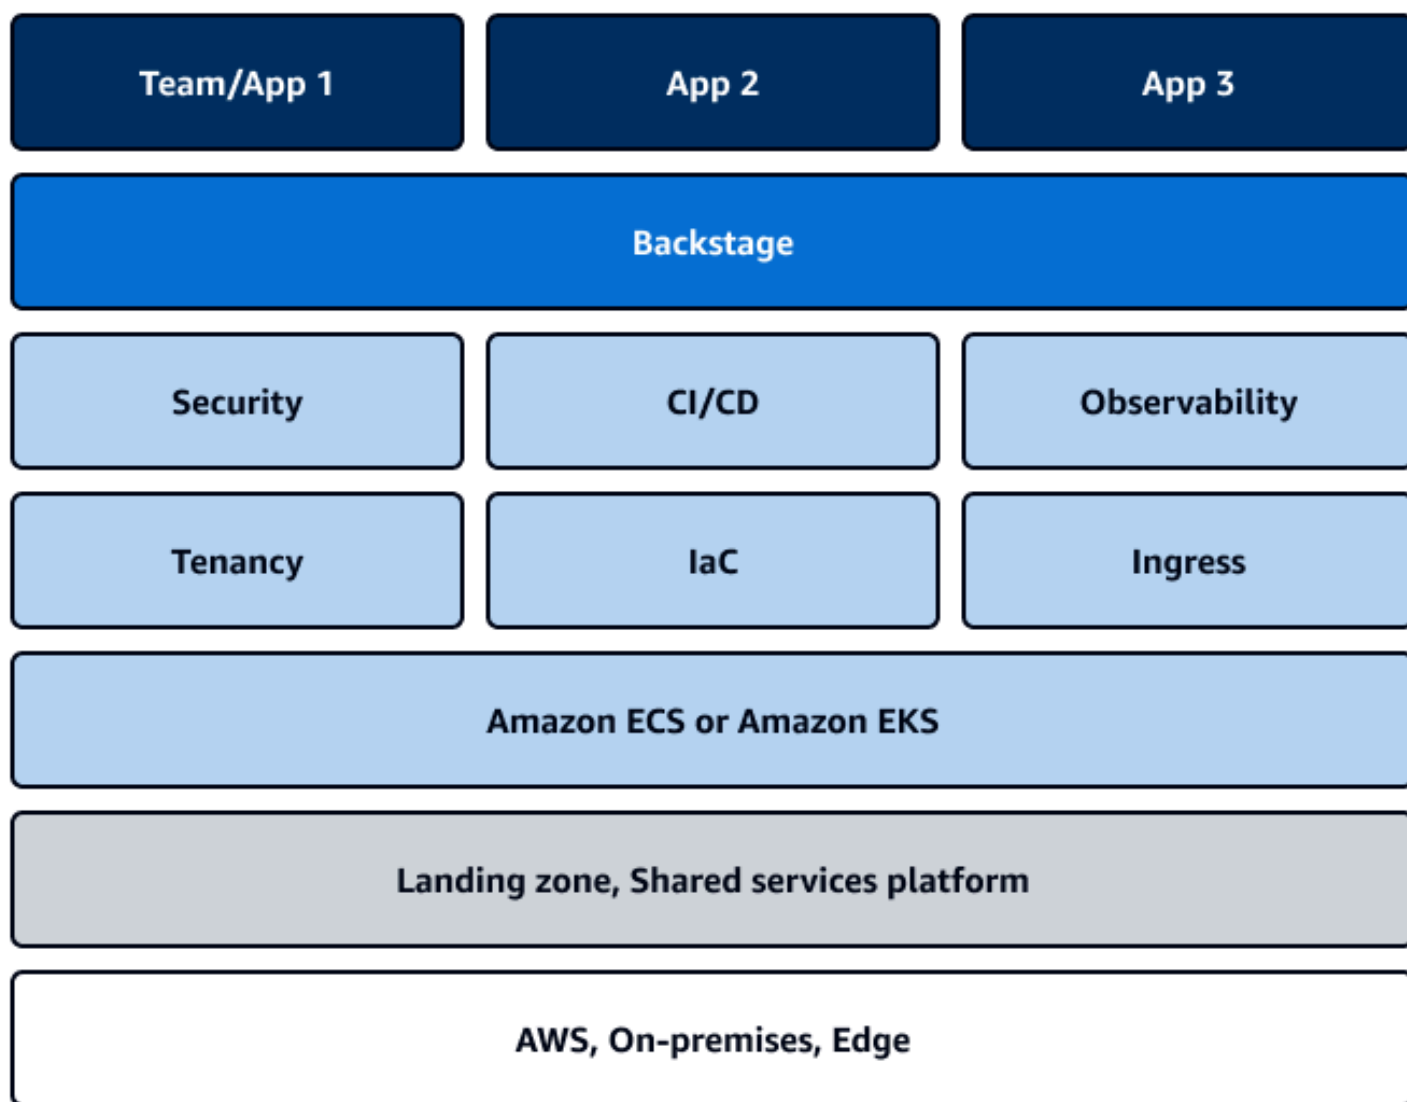 Team/App 1
App 2
App 3
Backstage
Security
CI/CD
Observability
Tenancy
IaC
Ingress
Amazon ECS or Amazon EKS
Landing zone, Shared services platform
AWS, On-premises, Edge